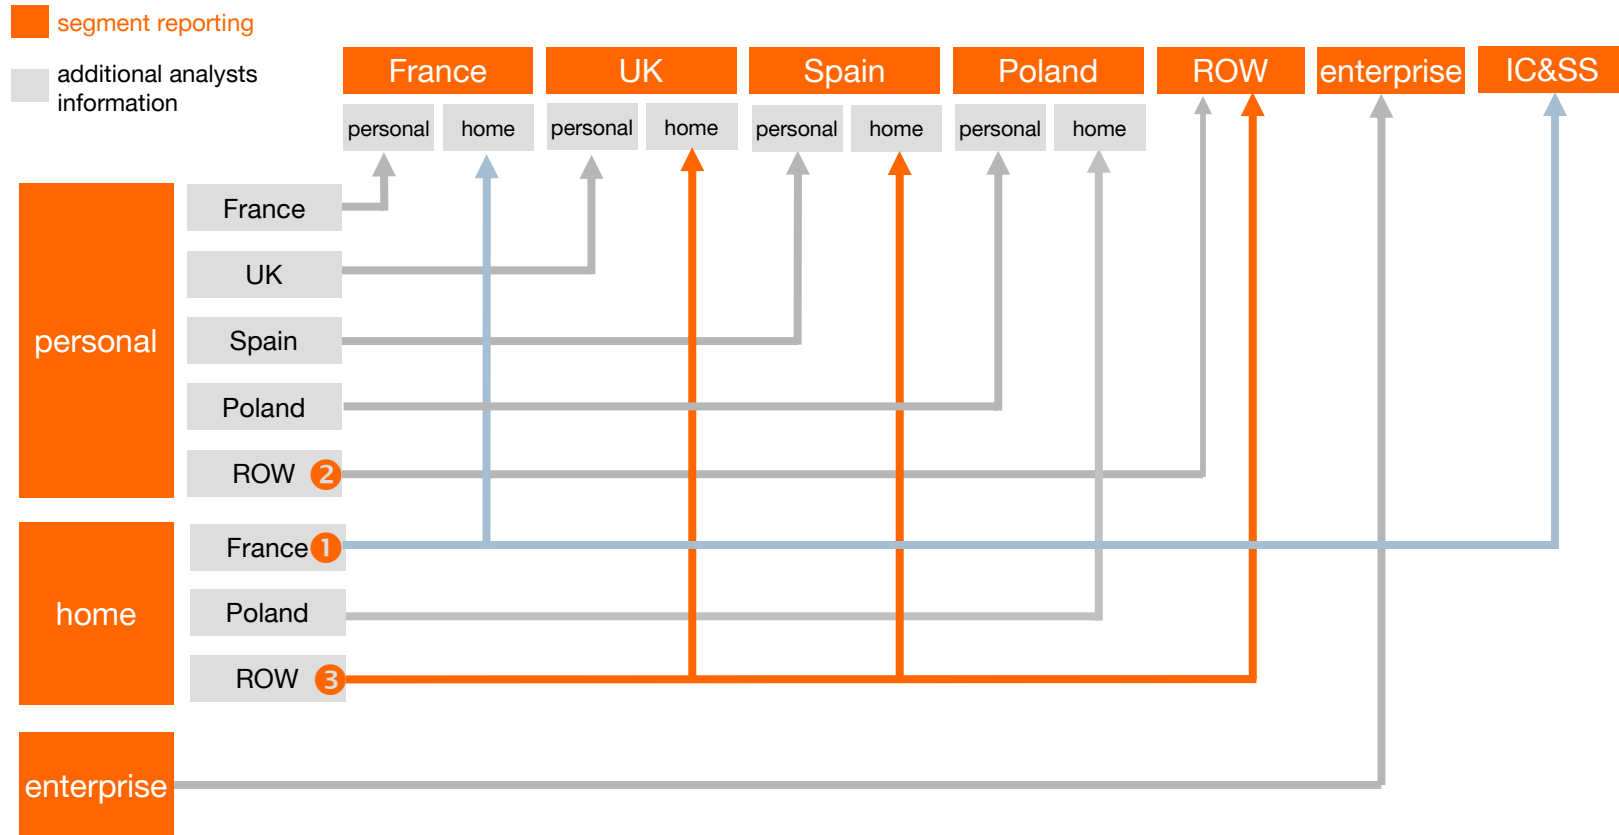 segment reporting
additional analysts
information
France UK Spain Poland ROW enterprise IC&SS
personal home personal home personal home personal home
personal
France
UK
Spain
Poland
ROW 2
home
France 1
Poland
ROW 3
enterprise